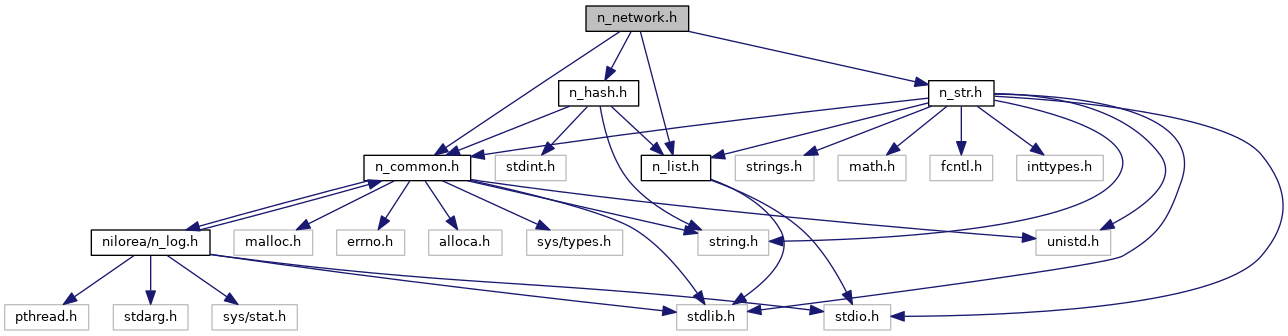 n_network.h
n_hash.h
n_str.h
n_common.h
stdint.h
n_list.h
strings.h
math.h
fcntl.h
inttypes.h
nilorea/n_log.h
malloc.h
errno.h
alloca.h
sys/types.h
string.h
unistd.h
pthread.h
stdarg.h
sys/stat.h
stdlib.h
stdio.h